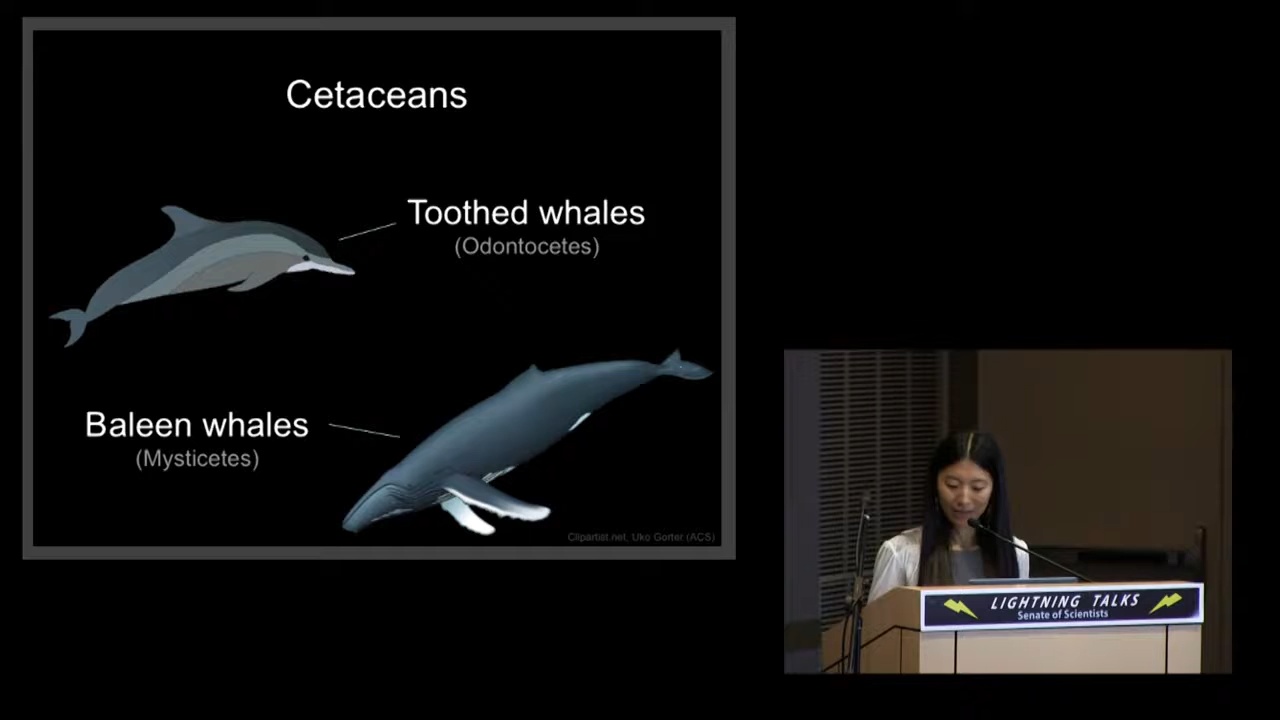 Cetaceans
Toothed whales
(Odontocetes)
Baleen whales
(Mysticetes)
Clipartist.net, Uko Gorter (ACS)
LIGHTNING TALKS
Senate of Scientists